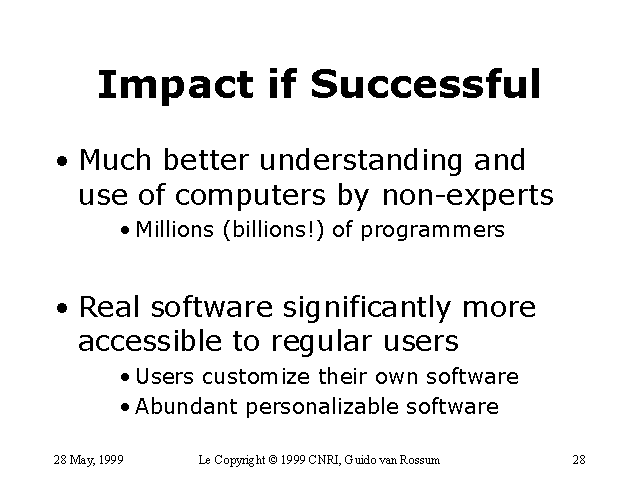 Impact if Successful
• Much better understanding and
use of computers by non-experts
• Millions (billions!) of programmers
• Real software significantly more
accessible to regular users
• Users customize their own software
• Abundant personalizable software
28 May, 1999 Le Copyright © 1999 CNRI, Guido van Rossum 28